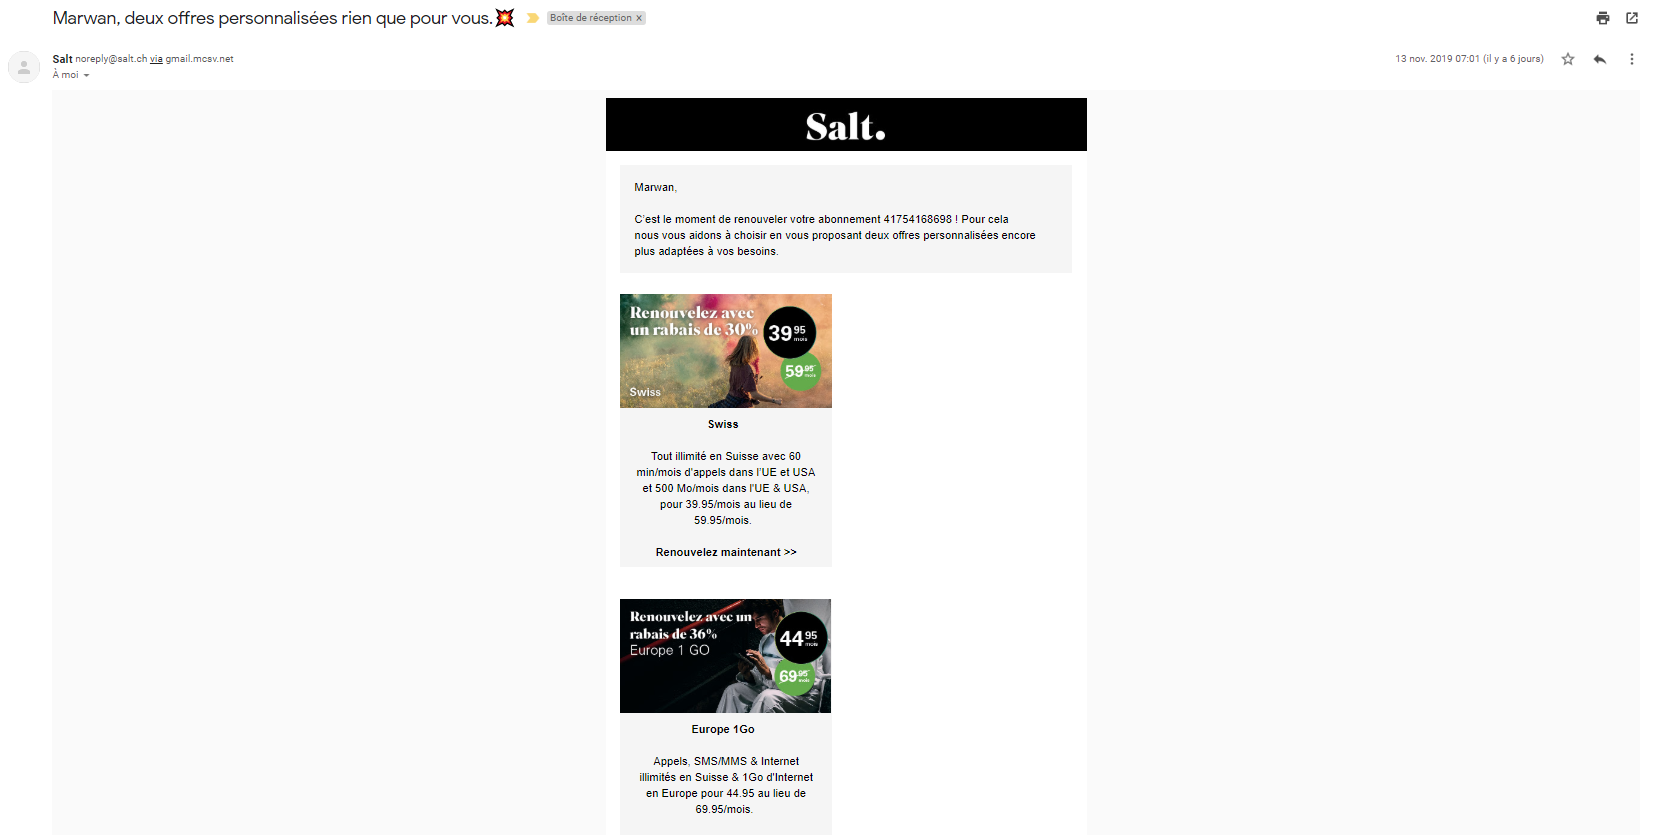 Marwan, deux offres personnalisées rien que pour vous.💥 Boîte de réception ×
Salt noreply@salt.ch via gmail.mcsv.net
13 nov. 2019 07:01 (il y a 6 jours)
À moi
Salt.
Marwan,
C'est le moment de renouveler votre abonnement 41754168698 ! Pour cela
nous vous aidons à choisir en vous proposant deux offres personnalisées encore
plus adaptées à vos besoins.
Renouvelez avec
un rabais de 30%
39.95
mois
59.95
mois
Swiss
Swiss
Tout illimité en Suisse avec 60
min/mois d'appels dans l'UE et USA
et 500 Mo/mois dans l'UE & USA,
pour 39.95/mois au lieu de
59.95/mois.
Renouvelez maintenant >>
Renouvelez avec un
rabais de 36%
Europe 1 GO
44 95
mois
69.95
mois
Europe 1Go
Appels, SMS/MMS & Internet
illimités en Suisse & 1Go d'Internet
en Europe pour 44.95 au lieu de
69.95/mois.